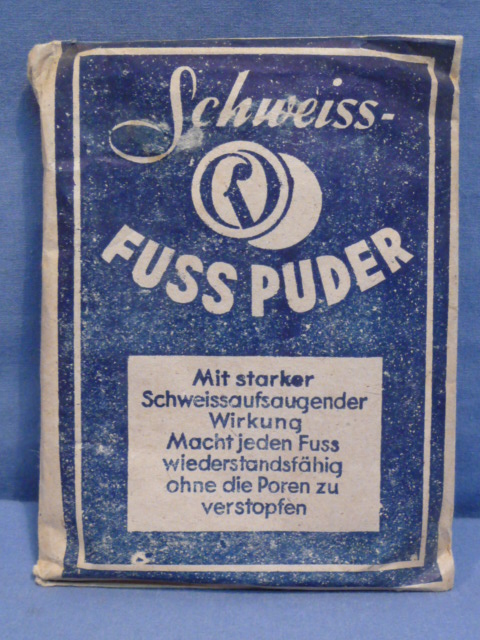 Schweiss-
R
FUSS PUDER
Mit starker
Schweissaufsaugender
Wirkung
Macht jeden Fuss
wiederstandsfähig
ohne die Poren zu
verstopfen